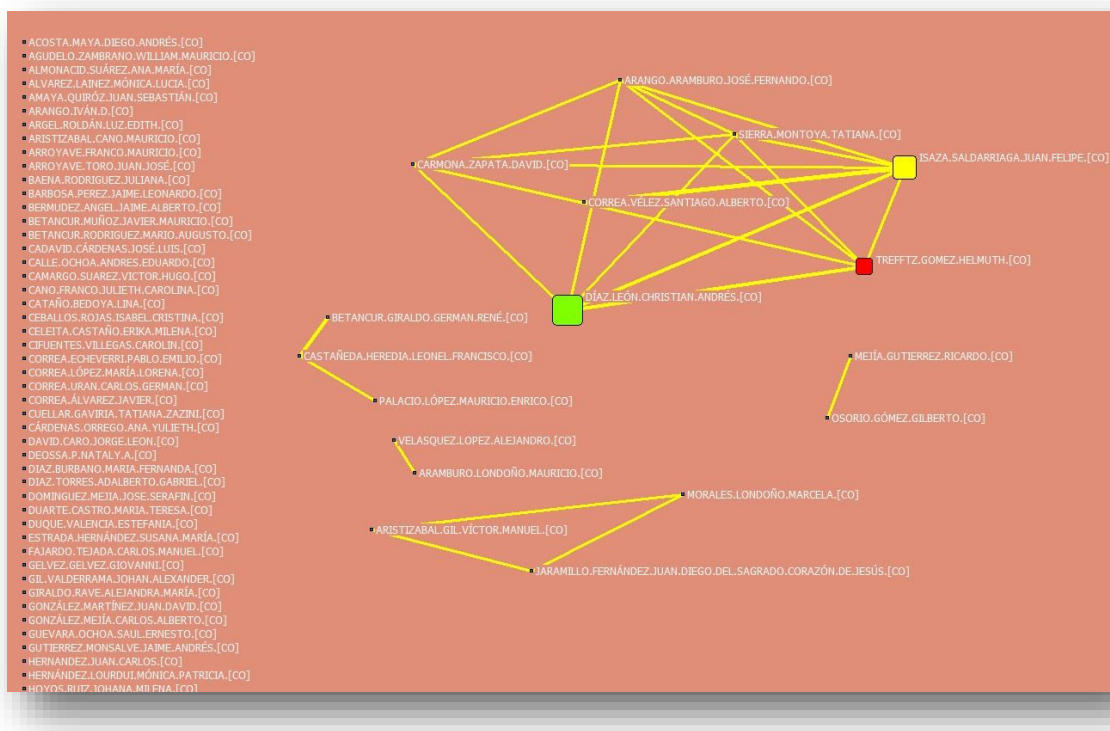 ACOSTA.MAYA.DIEGO.ANDRÉS.[CO]
AGUDELO.ZAMBRANO.WILLIAM.MAURICIO.[CO]
ALMONACID.SUÁREZ.ANA.MARÍA.[CO]
ALVAREZ.LAINEZ.MÓNICA.LUCIA.[CO]
AMAYA.QUIRÓZ.JUAN.SEBASTIÁN.[CO]
ARANGO.IVÁN.D.[CO]
ARGEL.ROLDÁN.LUZ.EDITH.[CO]
ARISTIZABAL.CANO.MAURICIO.[CO]
ARROYAVE.FRANCO.MAURICIO.[CO]
ARROYAVE.TORO.JUAN.JOSÉ.[CO]
BAENA.RODRIGUEZ.JULIANA.[CO]
BARBOSA.PEREZ.JAIME.LEONARDO.[CO]
BERMUDEZ.ANGEL.JAIME.ALBERTO.[CO]
BETANCUR.MUÑOZ.JAVIER.MAURICIO.[CO]
BETANCUR.RODRIGUEZ.MARIO.AUGUSTO.[CO]
CADAVID.CÁRDENAS.JOSÉ.LUIS.[CO]
CALLE.OCHOA.ANDRES.EDUARDO.[CO]
CAMARGO.SUAREZ.VICTOR.HUGO.[CO]
CANO.FRANCO.JULIETH.CAROLINA.[CO]
CATAÑO.BEDOYA.LINA.[CO]
CEBALLOS.ROJAS.ISABEL.CRISTINA.[CO]
CELEITA.CASTAÑO.ERIKA.MILENA.[CO]
CIFUENTES.VILLEGAS.CAROLIN.[CO]
CORREA.ECHEVERRI.PABLO.EMILIO.[CO]
CORREA.LÓPEZ.MARÍA.LORENA.[CO]
CORREA.URAN.CARLOS.GERMAN.[CO]
CORREA.ÁLVAREZ.JAVIER.[CO]
CUELLAR.GAVIRIA.TATIANA.ZAZINI.[CO]
CÁRDENAS.ORREGO.ANA.YULIETH.[CO]
DAVID.CARO.JORGE.LEON.[CO]
DEOSSA.P.NATALY.A.[CO]
DIAZ.BURBANO.MARIA.FERNANDA.[CO]
DIAZ.TORRES.ADALBERTO.GABRIEL.[CO]
DOMINGUEZ.MEJIA.JOSE.SERAFIN.[CO]
DUARTE.CASTRO.MARIA.TERESA.[CO]
DUQUE.VALENCIA.ESTEFANIA.[CO]
ESTRADA.HERNÁNDEZ.SUSANA.MARÍA.[CO]
FAJARDO.TEJADA.CARLOS.MANUEL.[CO]
GELVEZ.GELVEZ.GIOVANNI.[CO]
GIL.VALDERRAMA.JOHAN.ALEXANDER.[CO]
GIRALDO.RAVE.ALEJANDRA.MARÍA.[CO]
GONZÁLEZ.MARTÍNEZ.JUAN.DAVID.[CO]
GONZÁLEZ.MEJÍA.CARLOS.ALBERTO.[CO]
GUEVARA.OCHOA.SAUL.ERNESTO.[CO]
GUTIERREZ.MONSALVE.JAIME.ANDRÉS.[CO]
HERNANDEZ.JUAN.CARLOS.[CO]
HERNÁNDEZ.LOURDUI.MÓNICA.PATRICIA.[CO]
HOYOS.RUIZ.JOHANA.MILENA.[CO]
ARANGO.ARAMBURO.JOSÉ.FERNANDO.[CO]
SIERRA.MONTOYA.TATIANA.[CO]
ISAZA.SALDARRIAGA.JUAN.FELIPE.[CO]
CARMONA.ZAPATA.DAVID.[CO]
CORREA.VÉLEZ.SANTIAGO.ALBERTO.[CO]
TREFFTZ.GOMEZ.HELMUTH.[CO]
DÍAZ.LEÓN.CHRISTIAN.ANDRÉS.[CO]
BETANCUR.GIRALDO.GERMAN.RENÉ.[CO]
CASTAÑEDA.HEREDIA.LEONEL.FRANCISCO.[CO]
MEJÍA.GUTIERREZ.RICARDO.[CO]
PALACIO.LÓPEZ.MAURICIO.ENRICO.[CO]
OSORIO.GÓMEZ.GILBERTO.[CO]
VELASQUEZ.LOPEZ.ALEJANDRO.[CO]
ARAMBURO.LONDOÑO.MAURICIO.[CO]
MORALES.LONDOÑO.MARCELA.[CO]
ARISTIZABAL.GIL.VÍCTOR.MANUEL.[CO]
JARAMILLO.FERNÁNDEZ.JUAN.DIEGO.DEL.SAGRADO.CORAZÓN.DE.JESÚS.[CO]